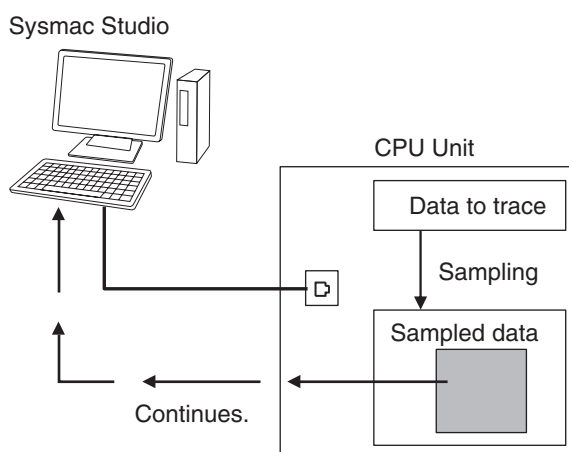 Sysmac Studio
CPU Unit
Data to trace
Sampling
Sampled data
Continues.